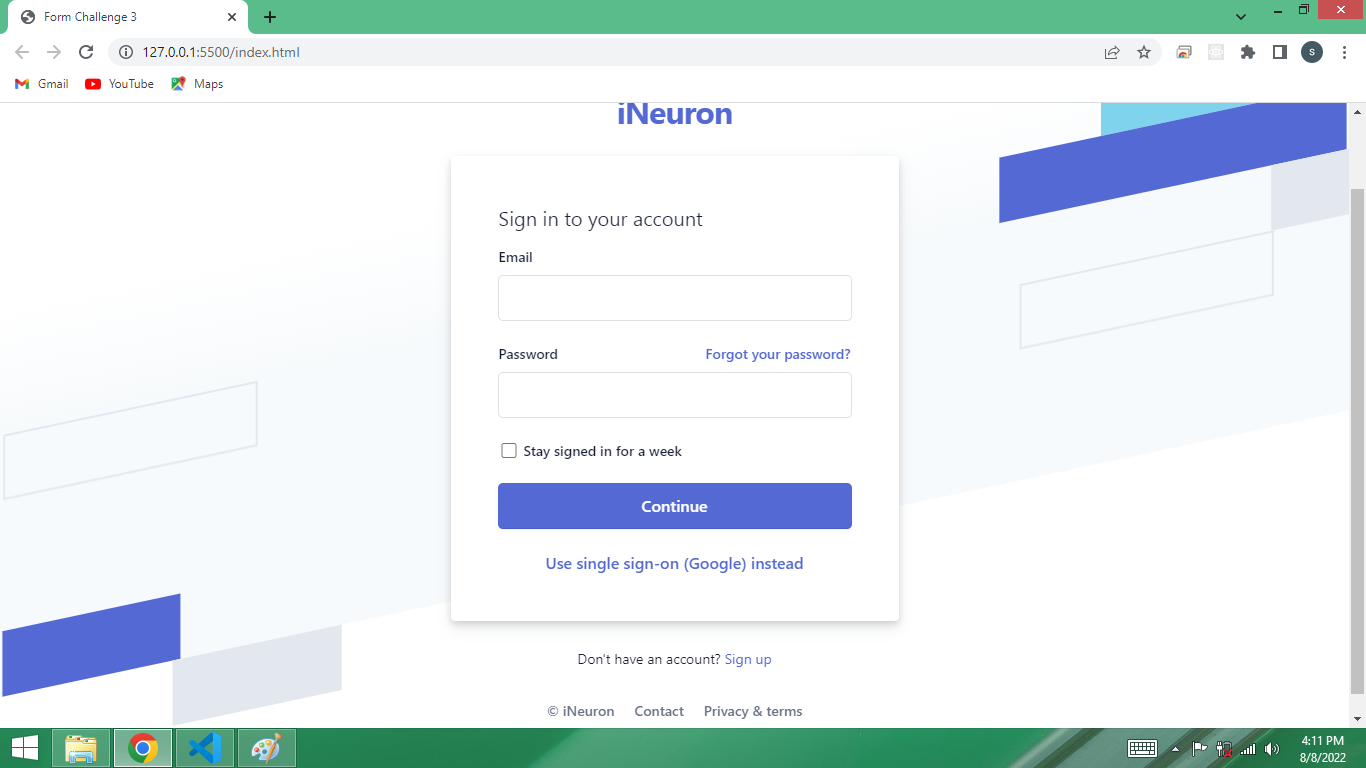 Form Challenge 3
127.0.0.1:5500/index.html
S
Gmail YouTube Maps
iNeuron
Sign in to your account
Email
Password Forgot your password?
Stay signed in for a week
Continue
Use single sign-on (Google) instead
Don't have an account? Sign up
© iNeuron Contact Privacy & terms
4:11 PM
8/8/2022